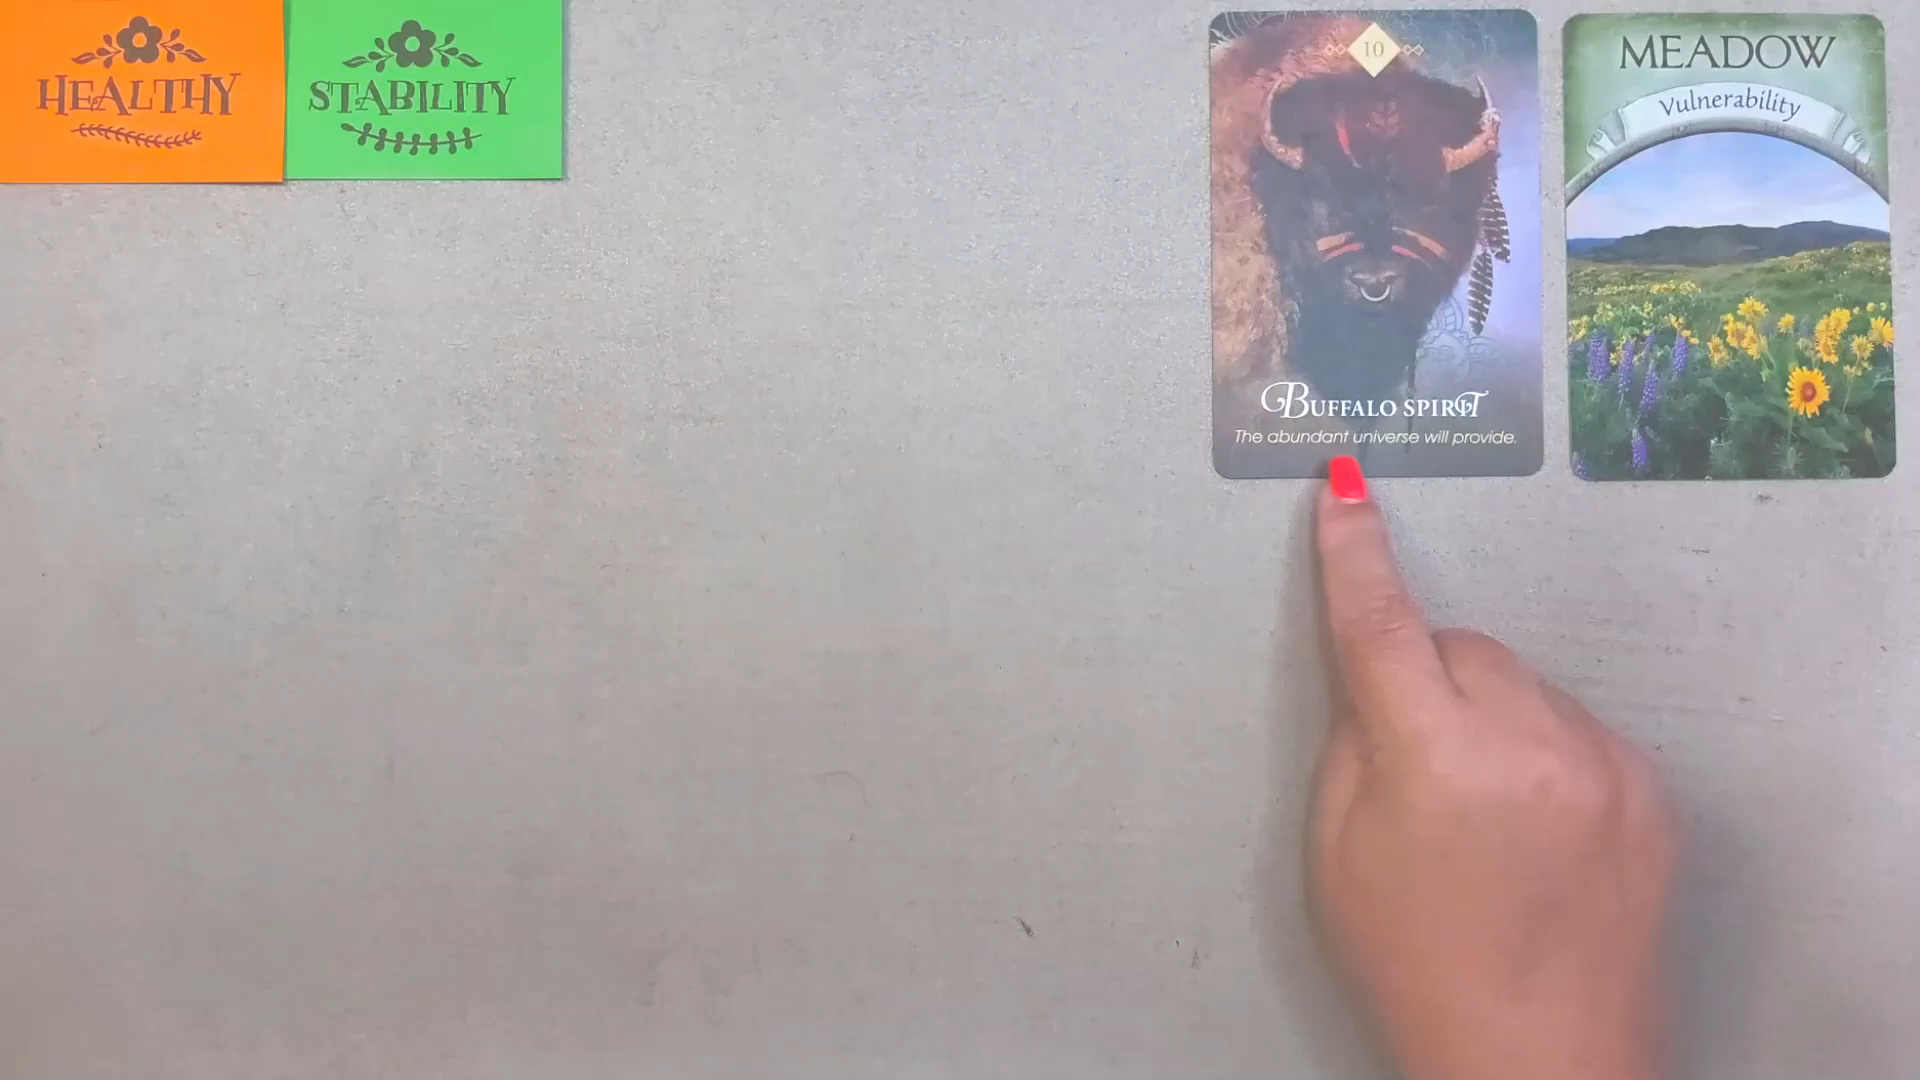 HEALTHY
STABILITY
10
BUFFALO SPIRIT
The abundant universe will provide.
MEADOW
Vulnerability